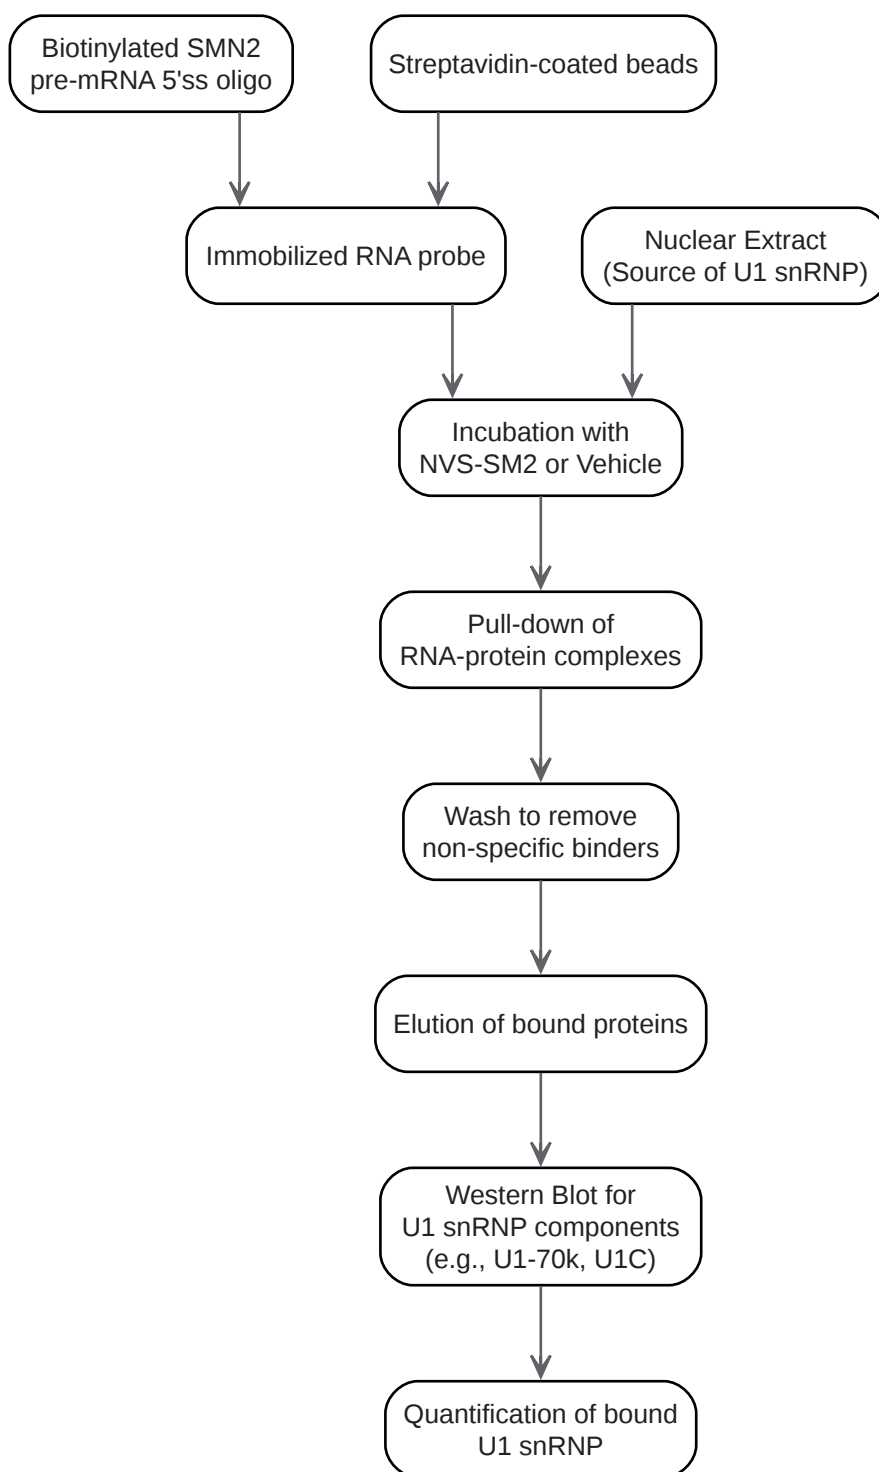 Biotinylated SMN2
pre-mRNA 5'ss oligo
Streptavidin-coated beads
Immobilized RNA probe
Nuclear Extract
(Source of U1 snRNP)
Incubation with
NVS-SM2 or Vehicle
Pull-down of
RNA-protein complexes
Wash to remove
non-specific binders
Elution of bound proteins
Western Blot for
U1 snRNP components
(e.g., U1-70k, U1C)
Quantification of bound
U1 snRNP